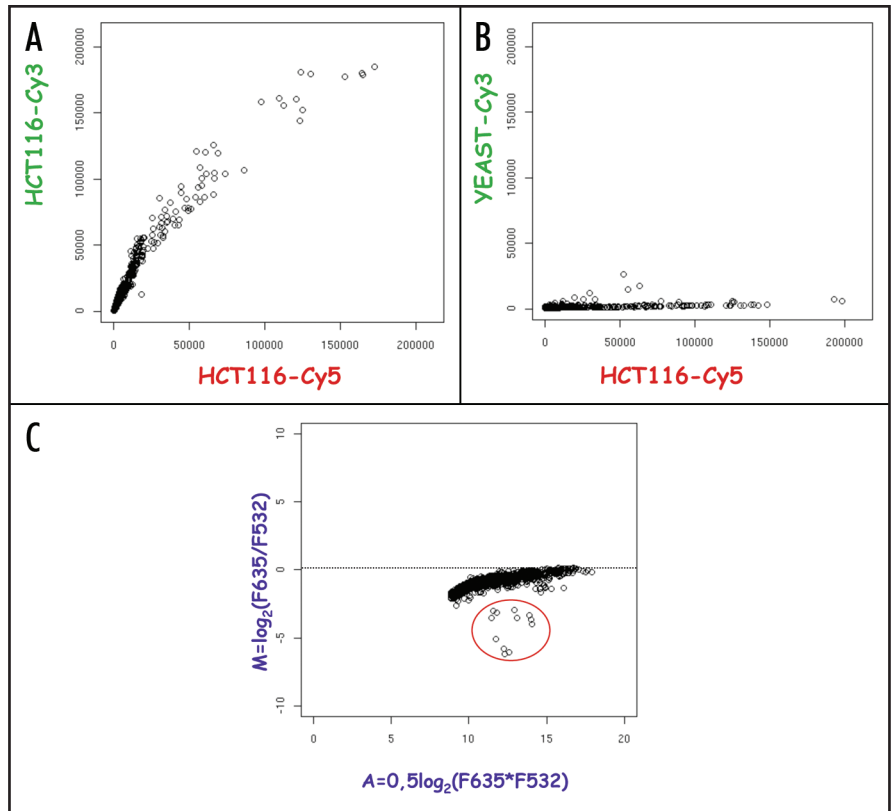 A
HCT116-Cy3
200000
150000
100000
50000
0
0 50000 100000 150000 200000
HCT116-Cy5
B
YEAST-Cy3
200000
150000
100000
50000
0
0 50000 100000 150000 200000
HCT116-Cy5
C
M=log₂(F635/F532)
10
5
0
-5
-10
0 5 10 15 20
A=0,5log₂(F635*F532)